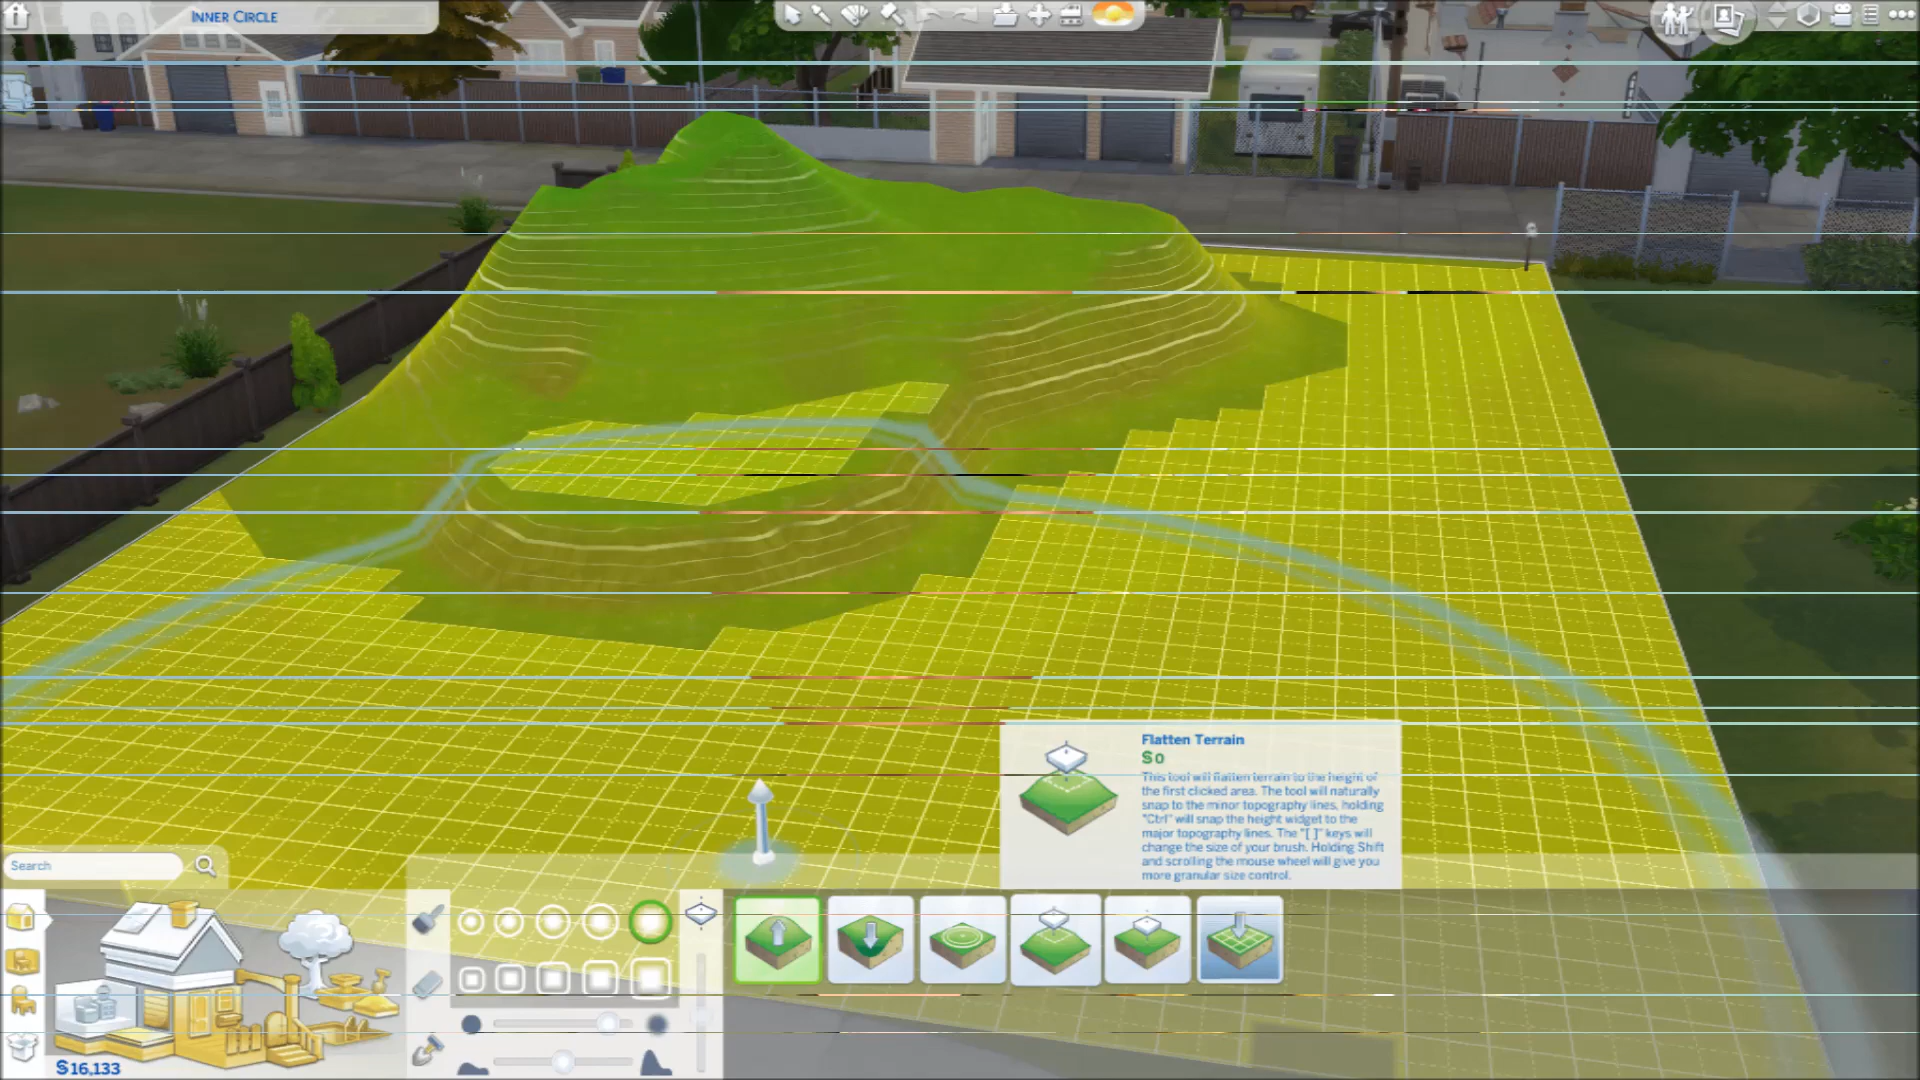 INNER CIRCLE
Flatten Terrain
$0
This tool will flatten terrain to the height of
the first clicked area. The tool will naturally
snap to the minor topography lines, holding
"Ctrl" will snap the height widget to the
major topography lines. The "[ ]" keys will
change the size of your brush. Holding Shift
and scrolling the mouse wheel will give you
more granular size control.
Search
$16,133